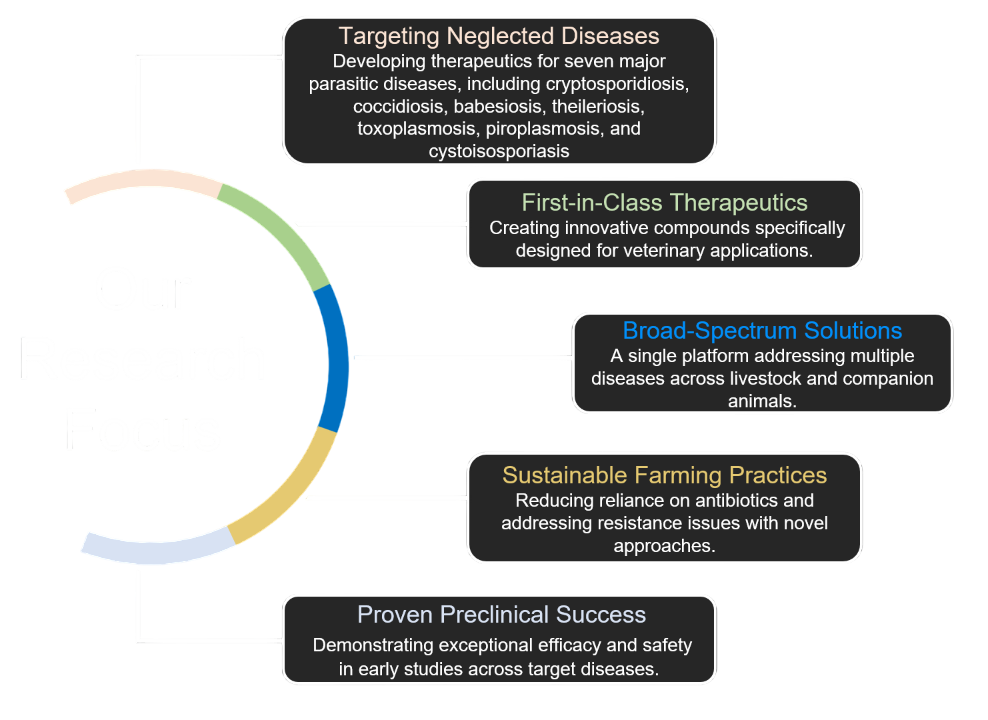 Targeting Neglected Diseases
Developing therapeutics for seven major
parasitic diseases, including cryptosporidiosis,
coccidiosis, babesiosis, theileriosis,
toxoplasmosis, piroplasmosis, and
cystoisosporiasis
First-in-Class Therapeutics
Creating innovative compounds specifically
designed for veterinary applications.
Broad-Spectrum Solutions
A single platform addressing multiple
diseases across livestock and companion
animals.
Sustainable Farming Practices
Reducing reliance on antibiotics and
addressing resistance issues with novel
approaches.
Proven Preclinical Success
Demonstrating exceptional efficacy and safety
in early studies across target diseases.